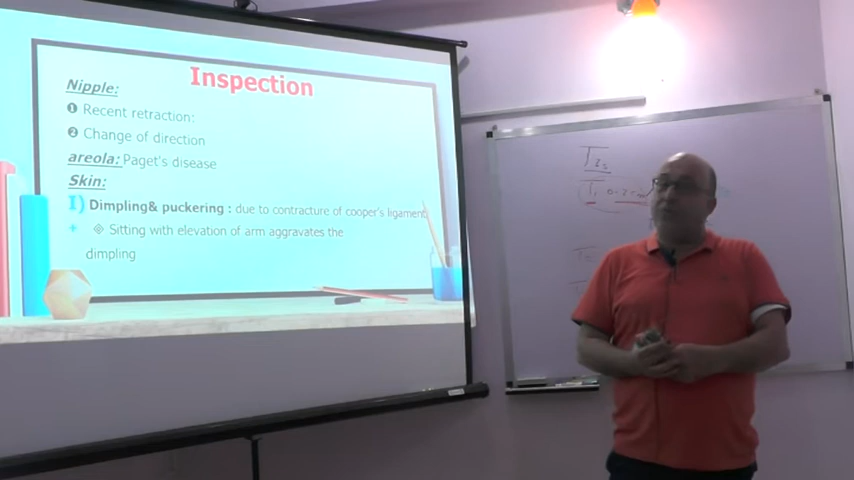 Inspection
Nipple:
❶ Recent retraction:
❷ Change of direction
areola: Paget's disease
Skin:
I) Dimpling& puckering : due to contracture of cooper's ligament
+ ❖ Sitting with elevation of arm aggravates the
dimpling